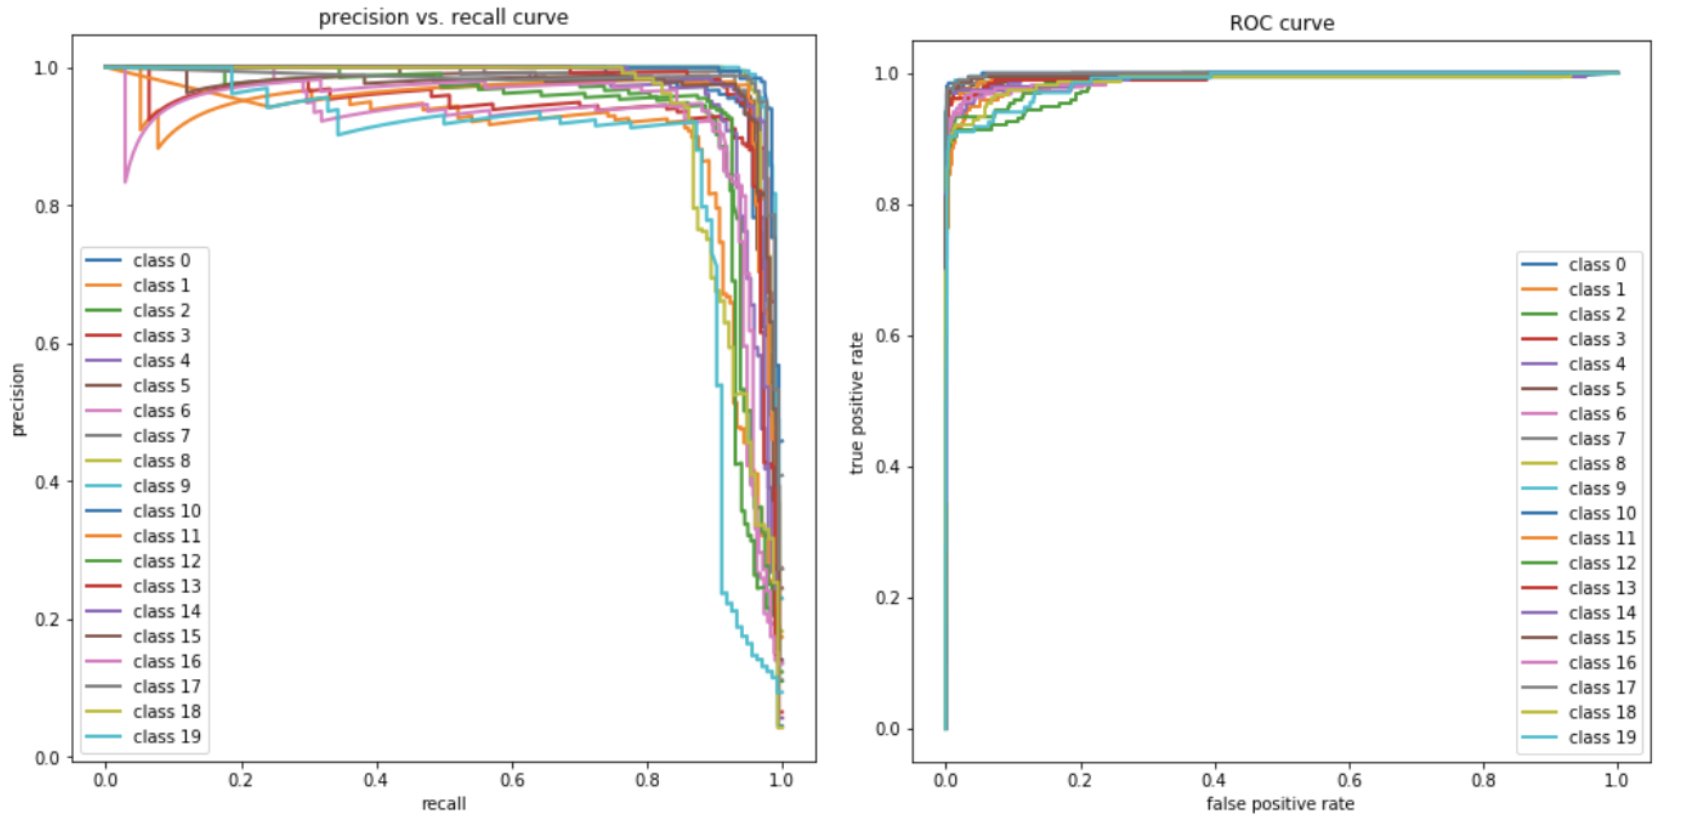 precision vs. recall curve
1.0
0.8
0.6
0.4
0.2
0.0
precision
class 0
class 1
class 2
class 3
class 4
class 5
class 6
class 7
class 8
class 9
class 10
class 11
class 12
class 13
class 14
class 15
class 16
class 17
class 18
class 19
0.0 0.2 0.4 0.6 0.8 1.0
recall
ROC curve
1.0
0.8
0.6
0.4
0.2
0.0
true positive rate
class 0
class 1
class 2
class 3
class 4
class 5
class 6
class 7
class 8
class 9
class 10
class 11
class 12
class 13
class 14
class 15
class 16
class 17
class 18
class 19
0.0 0.2 0.4 0.6 0.8 1.0
false positive rate